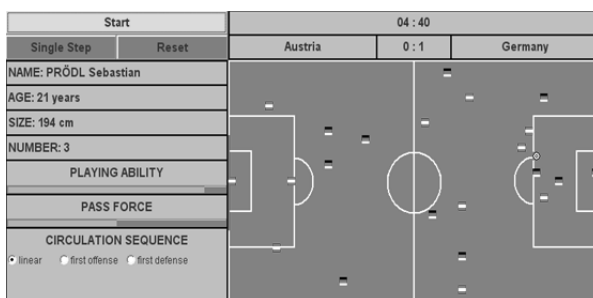 Start
04 : 40
Single Step Reset
Austria 0 : 1 Germany
NAME: PRÖDL Sebastian
AGE: 21 years
SIZE: 194 cm
NUMBER: 3
PLAYING ABILITY
PASS FORCE
CIRCULATION SEQUENCE
linear first offense first defense